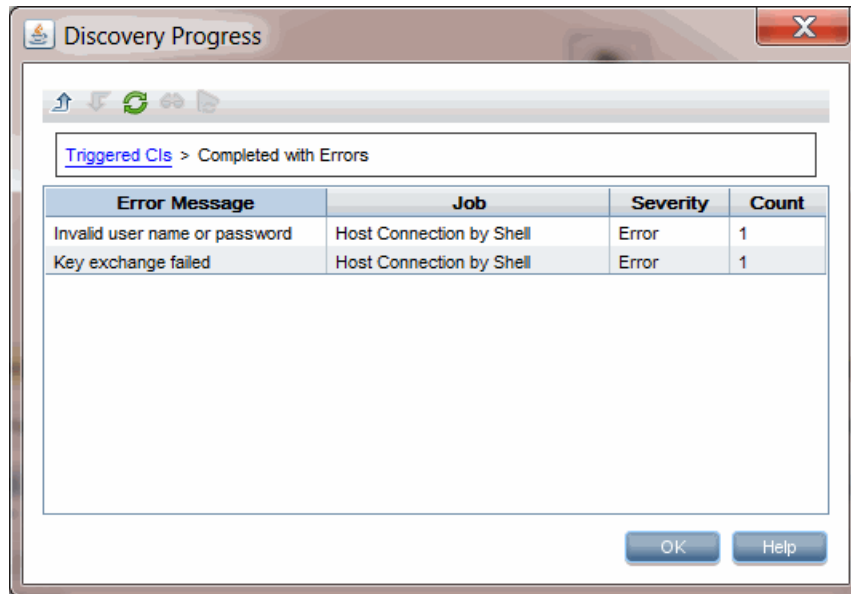 Discovery Progress
X
Triggered CIs > Completed with Errors
Error Message Job Severity Count
Invalid user name or password Host Connection by Shell Error 1
Key exchange failed Host Connection by Shell Error 1
OK Help